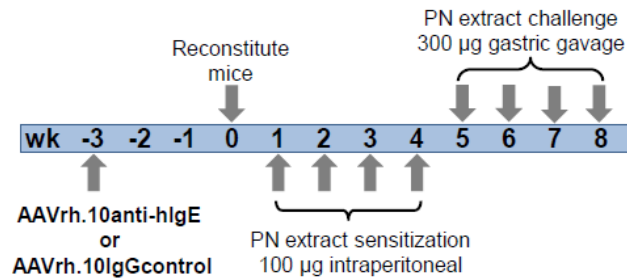 Reconstitute
mice
PN extract challenge
300 µg gastric gavage
wk -3 -2 -1 0 1 2 3 4 5 6 7 8
AAVrh.10anti-hIgE
or
AAVrh.10IgGcontrol
PN extract sensitization
100 µg intraperitoneal